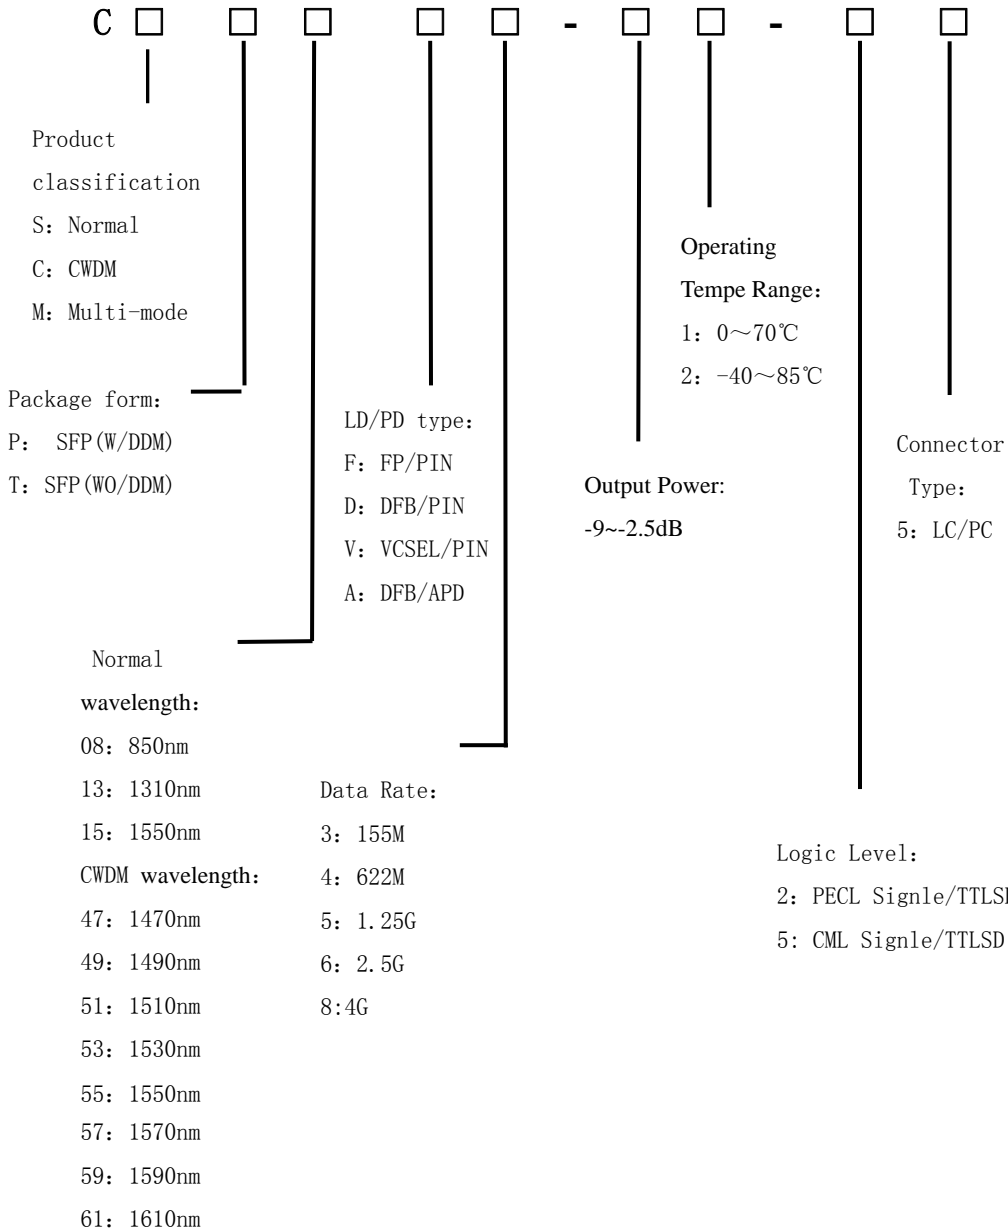 C □ □ □ □ □ - □ □ - □ □
Product
classification
S: Normal
C: CWDM
M: Multi-mode
Package form:
P: SFP(W/DDM)
T: SFP(WO/DDM)
Normal
wavelength:
08: 850nm
13: 1310nm
15: 1550nm
CWDM wavelength:
47: 1470nm
49: 1490nm
51: 1510nm
53: 1530nm
55: 1550nm
57: 1570nm
59: 1590nm
61: 1610nm
LD/PD type:
F: FP/PIN
D: DFB/PIN
V: VCSEL/PIN
A: DFB/APD
Data Rate:
3: 155M
4: 622M
5: 1.25G
6: 2.5G
8:4G
Output Power:
-9~-2.5dB
Operating
Tempe Range:
1: 0～70℃
2: -40～85℃
Logic Level:
2: PECL Signle/TTLS
5: CML Signle/TTLSD
Connector
Type:
5: LC/PC